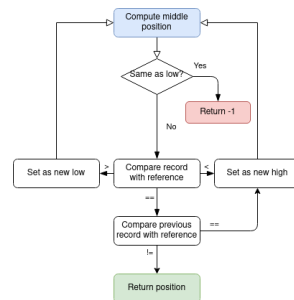 Compute middle
position
Same as low?
Yes
Return -1
No
Set as new low
>
Compare record
with reference
<
Set as new high
==
Compare previous
record with reference
==
!=
Return position